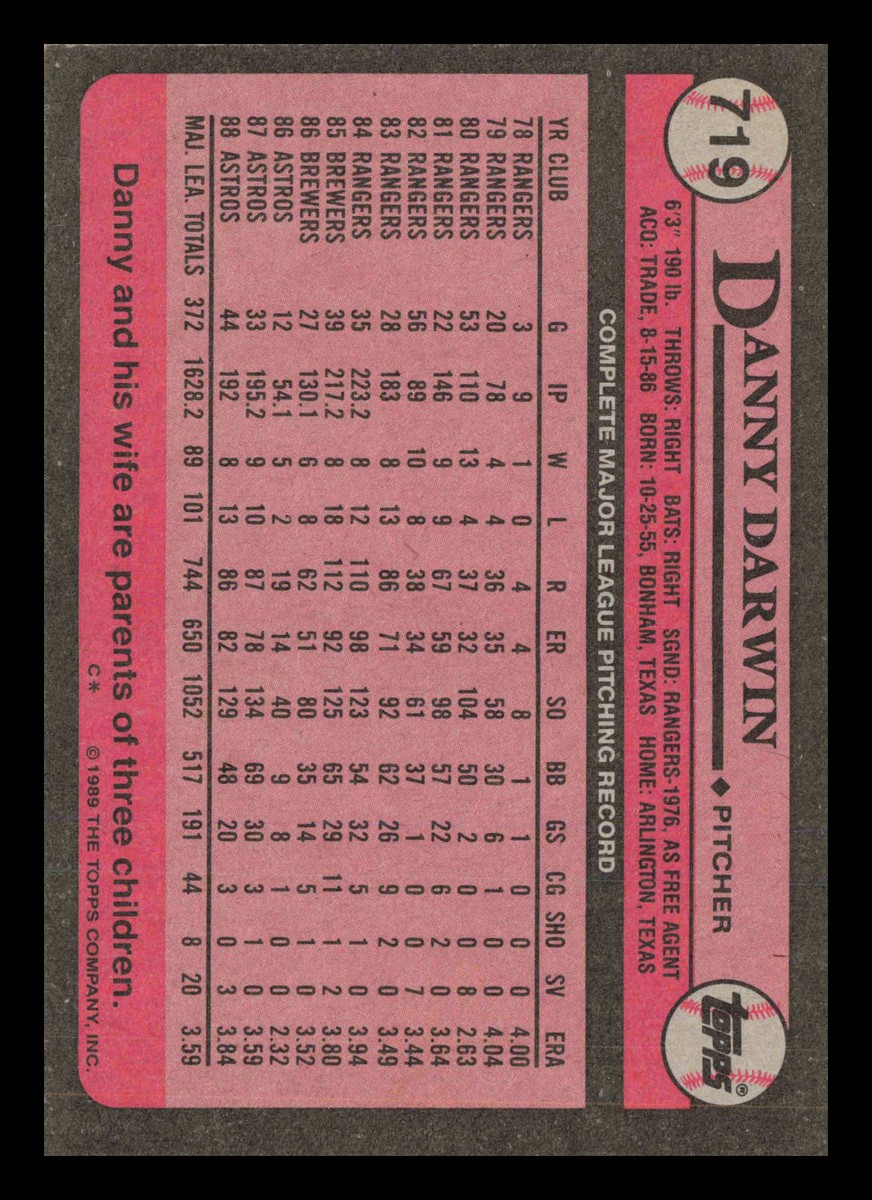 719
DANNY DARWIN
◆ PITCHER
topps®
6'3" 190 lb. THROWS: RIGHT BATS: RIGHT SGND: RANGERS-1976, AS FREE AGENT
ACQ: TRADE, 8-15-86 BORN: 10-25-55, BONHAM, TEXAS HOME: ARLINGTON, TEXAS
COMPLETE MAJOR LEAGUE PITCHING RECORD
YR CLUB G IP W L R ER SO BB GS CG SHO SV ERA
78 RANGERS 3 9 1 0 4 4 8 1 1 0 0 0 4.00
79 RANGERS 20 78 4 4 36 35 58 30 6 1 0 0 4.04
80 RANGERS 53 110 13 4 37 32 104 50 2 0 0 8 2.63
81 RANGERS 22 146 9 9 67 59 98 57 22 6 2 0 3.64
82 RANGERS 56 89 10 8 38 34 61 37 1 0 0 7 3.44
83 RANGERS 28 183 8 13 86 71 92 62 26 9 2 0 3.49
84 RANGERS 35 223.2 8 12 110 98 123 54 32 5 1 0 3.94
85 BREWERS 39 217.2 8 18 112 92 125 65 29 11 1 2 3.80
86 BREWERS 27 130.1 6 8 62 51 80 35 14 5 1 0 3.52
86 ASTROS 12 54.1 5 2 19 14 40 9 8 1 0 0 2.32
87 ASTROS 33 195.2 9 10 87 78 134 69 30 3 1 0 3.59
88 ASTROS 44 192 8 13 86 82 129 48 20 3 0 3 3.84
MAJ. LEA. TOTALS 372 1628.2 89 101 744 650 1052 517 191 44 8 20 3.59
Danny and his wife are parents of three children.
C* © 1989 THE TOPPS COMPANY, INC.